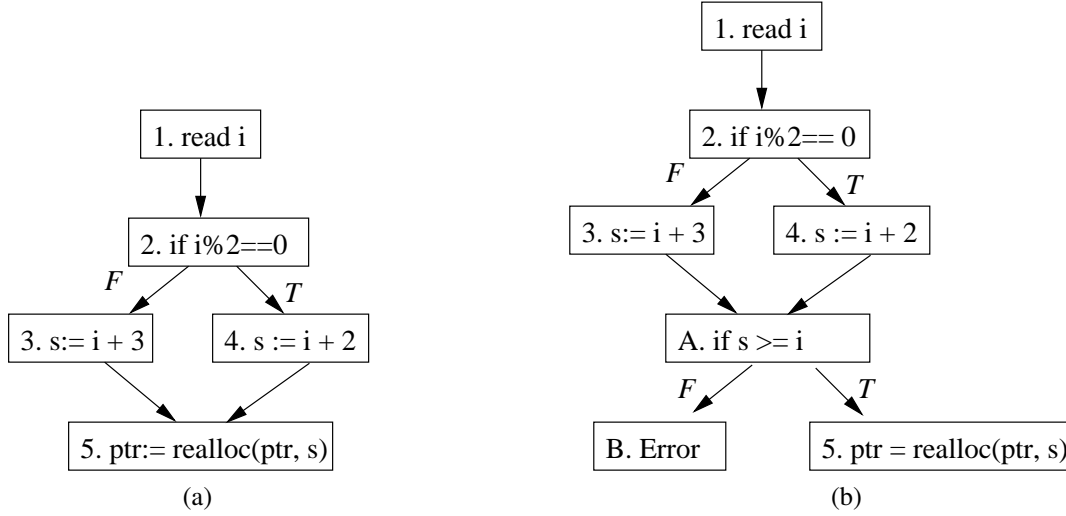 1. read i
2. if i%2==0
F
T
3. s:= i + 3
4. s := i + 2
5. ptr:= realloc(ptr, s)
(a)
1. read i
2. if i%2== 0
F
T
3. s:= i + 3
4. s := i + 2
A. if s >= i
F
T
B. Error
5. ptr = realloc(ptr, s)
(b)